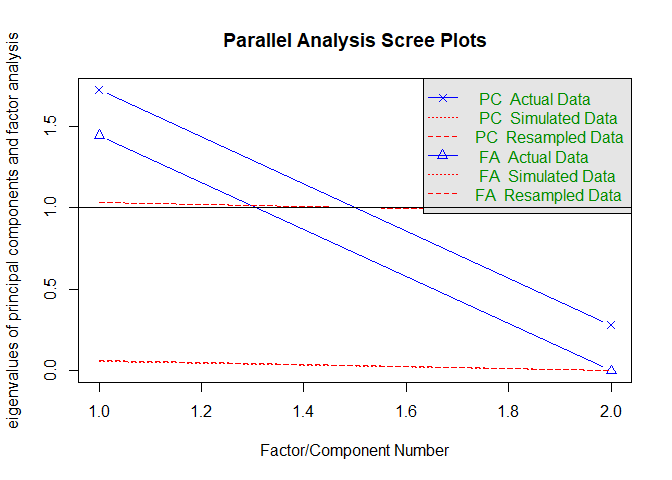 Parallel Analysis Scree Plots
eigenvalues of principal components and factor analysis
PC Actual Data
PC Simulated Data
PC Resampled Data
FA Actual Data
FA Simulated Data
FA Resampled Data
1.5
1.0
0.5
0.0
1.0 1.2 1.4 1.6 1.8 2.0
Factor/Component Number